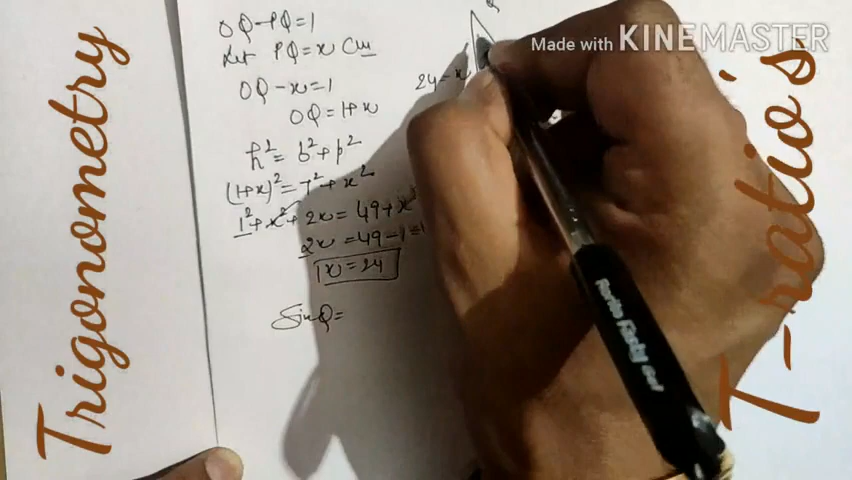 OQ-PQ=1
Let PQ=x Cm
OQ-x=1
OQ=1+x
h²=b²+p²
(1+x)²=7²+x²
1²+x²+2x=49+x²
2x=49-1=
x=24
SinQ=
Q
24=x
Made with KINEMASTER
Trigonometry
T-ratio's